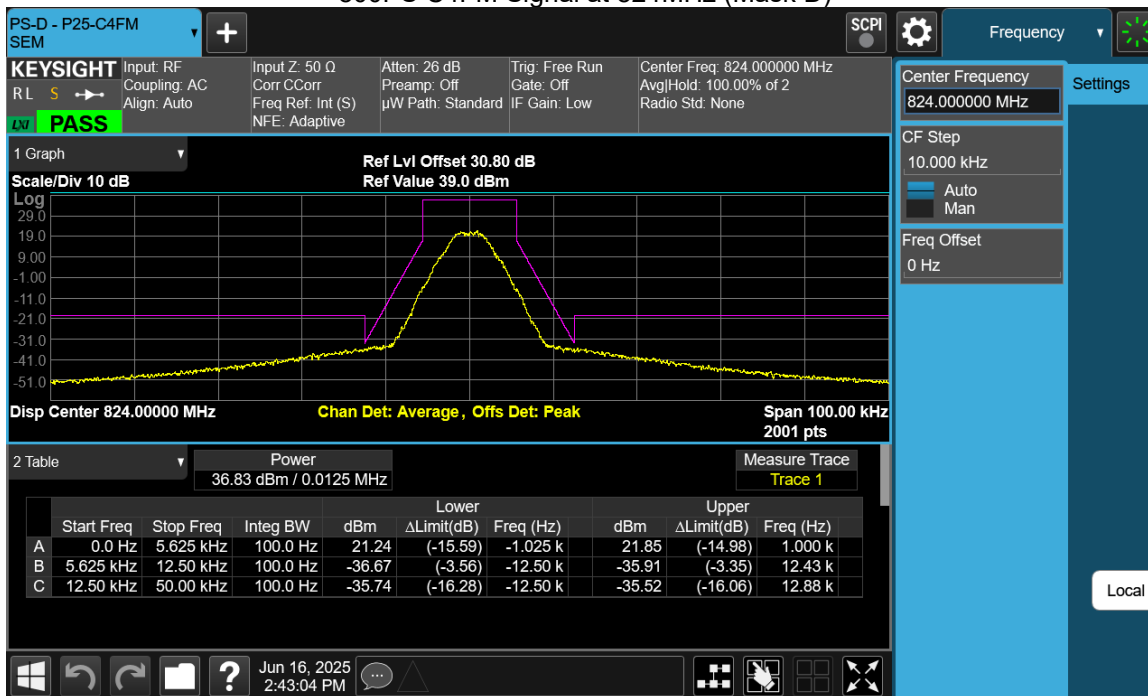 PS-D - P25-C4FM
SEM
SCPI
Frequency
KEYSIGHT
RL S
LXI PASS
Input: RF
Coupling: AC
Align: Auto
Input Z: 50 Ω
Corr CCorr
Freq Ref: Int (S)
NFE: Adaptive
Atten: 26 dB
Preamp: Off
µW Path: Standard
Trig: Free Run
Gate: Off
IF Gain: Low
Center Freq: 824.000000 MHz
Avg|Hold: 100.00% of 2
Radio Std: None
Center Frequency
824.000000 MHz
Settings
CF Step
10.000 kHz
Auto
Man
Freq Offset
0 Hz
Local
1 Graph
Scale/Div 10 dB
Ref Lvl Offset 30.80 dB
Ref Value 39.0 dBm
Log
29.0
19.0
9.00
-1.00
-11.0
-21.0
-31.0
-41.0
-51.0
Disp Center 824.00000 MHz
Chan Det: Average , Offs Det: Peak
Span 100.00 kHz
2001 pts
2 Table
Power
36.83 dBm / 0.0125 MHz
Measure Trace
Trace 1
Lower Upper
Start Freq Stop Freq Integ BW dBm ∆Limit(dB) Freq (Hz) dBm ∆Limit(dB) Freq (Hz)
A 0.0 Hz 5.625 kHz 100.0 Hz 21.24 (-15.59) -1.025 k 21.85 (-14.98) 1.000 k
B 5.625 kHz 12.50 kHz 100.0 Hz -36.67 (-3.56) -12.50 k -35.91 (-3.35) 12.43 k
C 12.50 kHz 50.00 kHz 100.0 Hz -35.74 (-16.28) -12.50 k -35.52 (-16.06) 12.88 k
Jun 16, 2025
2:43:04 PM